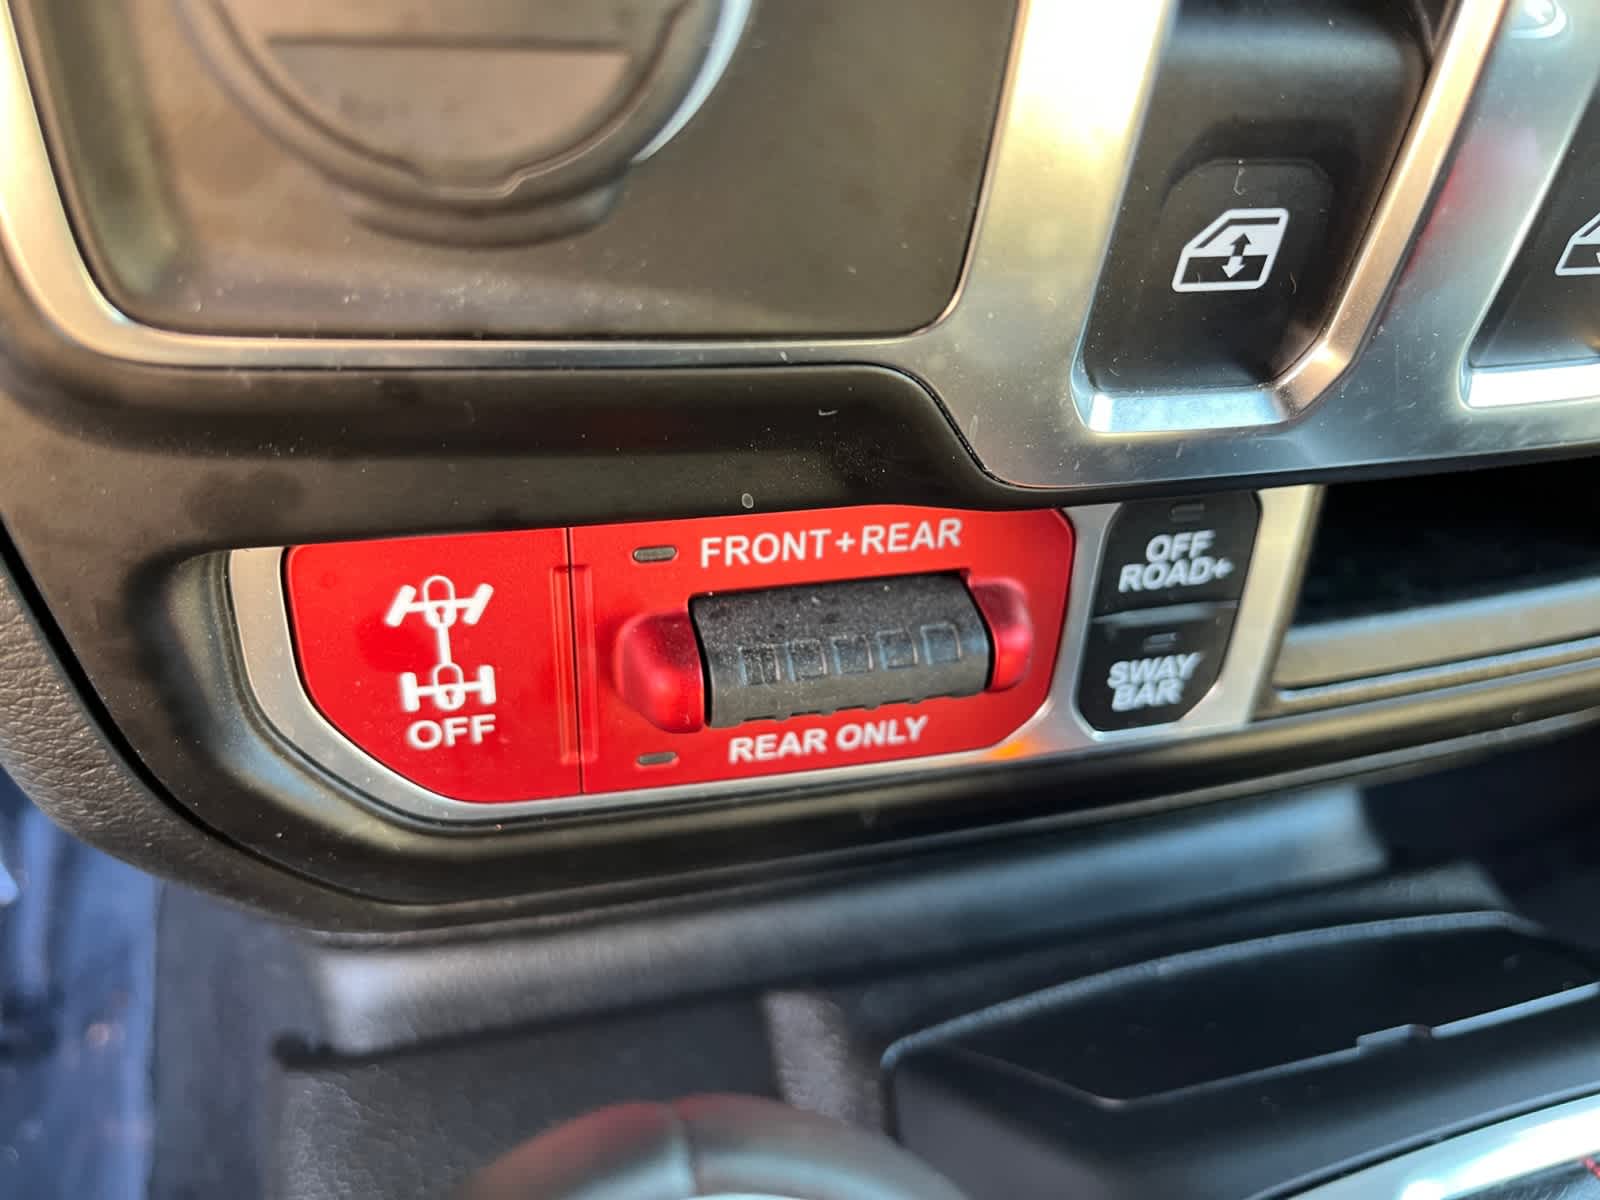 FRONT+REAR
OFF
REAR ONLY
OFF
ROAD+
SWAY
BAR